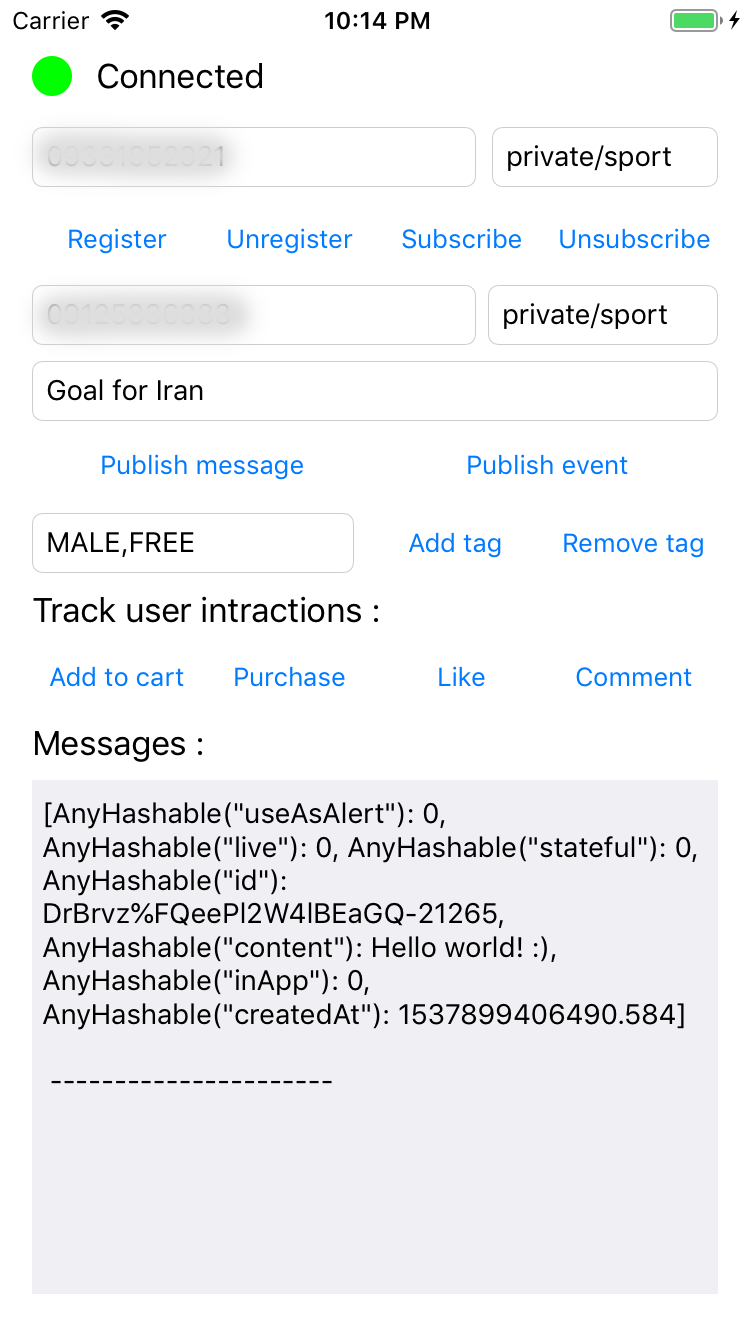 Carrier 10:14 PM
Connected
private/sport
Register Unregister Subscribe Unsubscribe
private/sport
Goal for Iran
Publish message Publish event
MALE,FREE Add tag Remove tag
Track user intractions :
Add to cart Purchase Like Comment
Messages :
[AnyHashable("useAsAlert"): 0,
AnyHashable("live"): 0, AnyHashable("stateful"): 0,
AnyHashable("id"):
DrBrvz%FQeePl2W4lBEaGQ-21265,
AnyHashable("content"): Hello world! :),
AnyHashable("inApp"): 0,
AnyHashable("createdAt"): 1537899406490.584]
----------------------